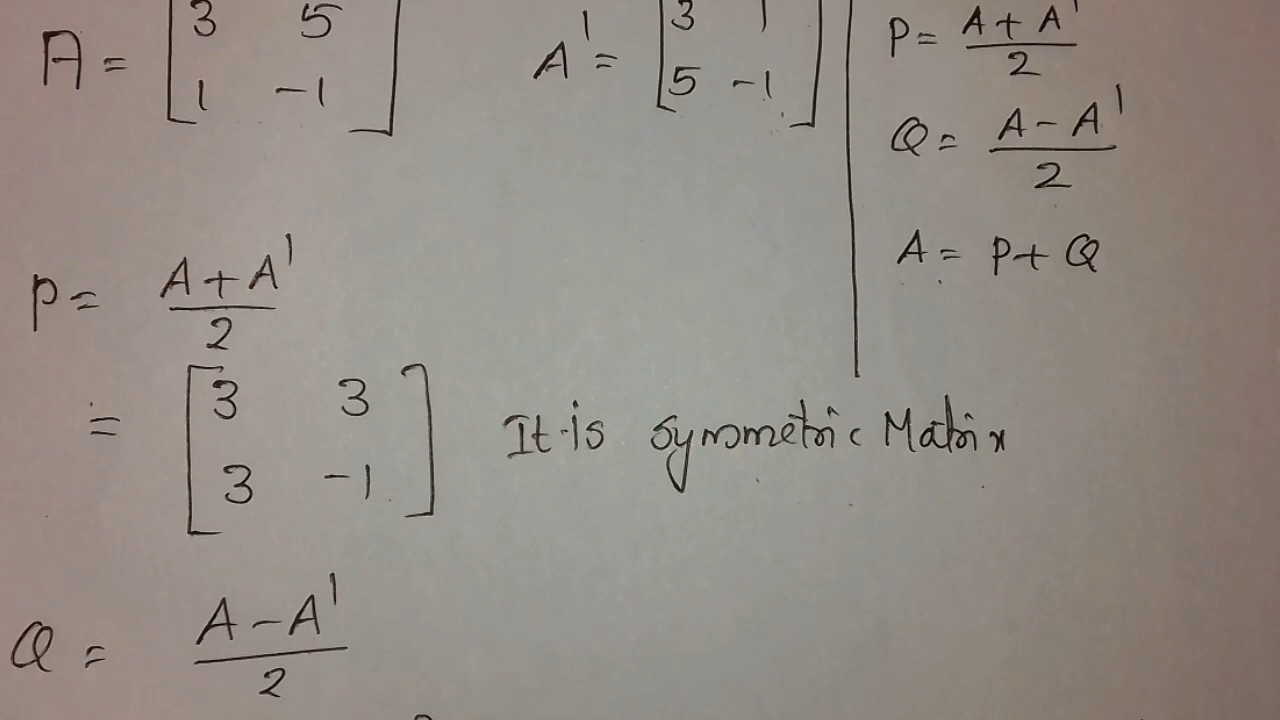 A = [ 3 5
1 -1 ]
A' = [ 3 1
5 -1 ]
P = A + A' / 2
Q = A - A' / 2
A = P + Q
P = A + A' / 2
= [ 3 3
3 -1 ] It is symmetric Matrix
Q = A - A' / 2